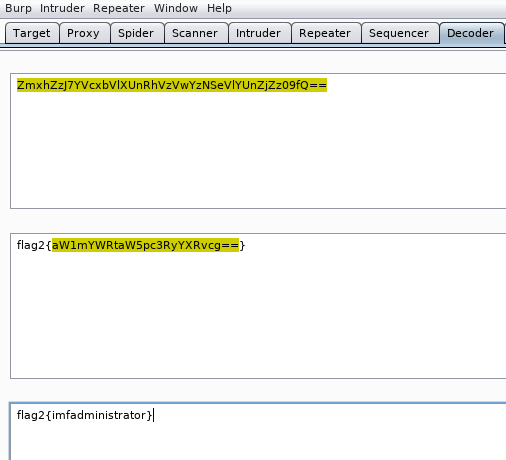 Burp Intruder Repeater Window Help
Target Proxy Spider Scanner Intruder Repeater Sequencer Decoder
ZmxhZzJ7YVcxbVlXUnRhVzVwYzNSeVlYUnZjZz09fQ==
flag2{aW1mYWRtaW5pc3RyYXRvcg==}
flag2{imfadministrator}